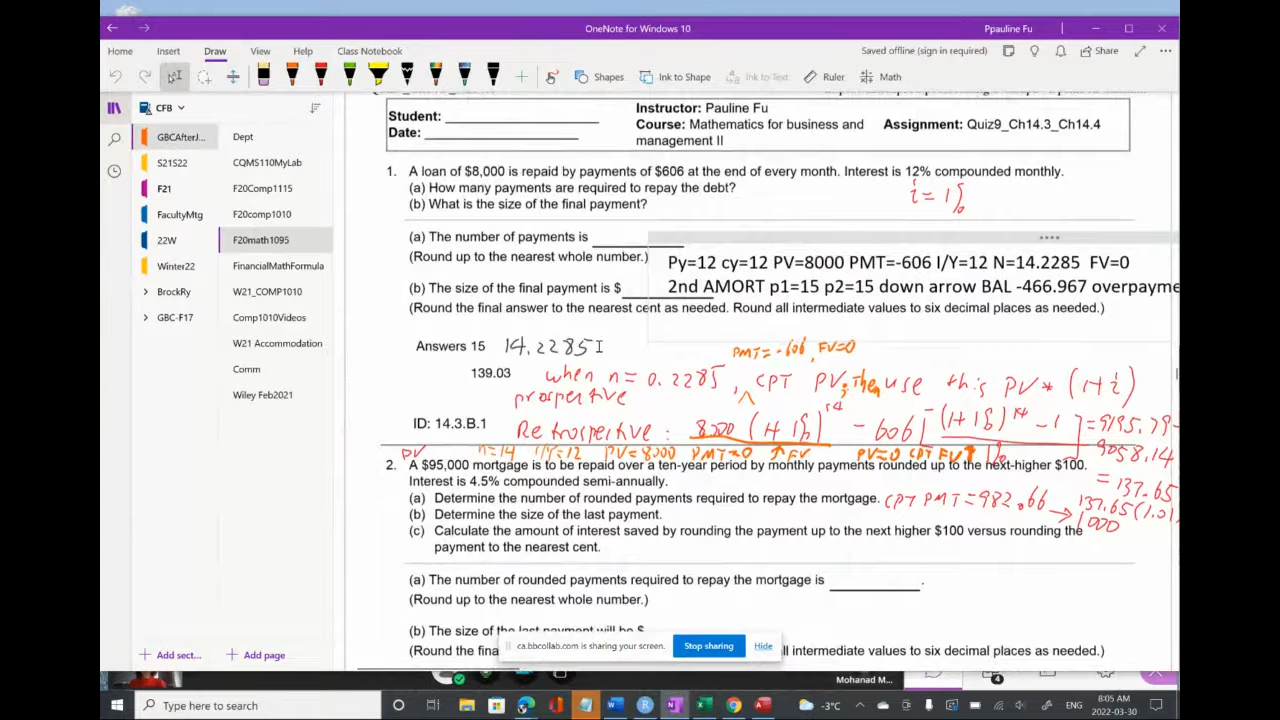 OneNote for Windows 10
Ppauline Fu
Home Insert Draw View Help Class Notebook
Saved offline (sign in required)
Share
Shapes
Ink to Shape
Ink to Text
Ruler
Math
CFB
GBCAfterJ...
S21S22
F21
FacultyMtg
22W
Winter22
BrockRy
GBC-F17
Dept
CQMS110MyLab
F20Comp1115
F20comp1010
F20math1095
FinancialMathFormula
W21_COMP1010
Comp1010Videos
W21 Accommodation
Comm
Wiley Feb2021
Add sect...
Add page
Student:
Date:
Instructor: Pauline Fu
Course: Mathematics for business and
management II
Assignment: Quiz9_Ch14.3_Ch14.4
1. A loan of $8,000 is repaid by payments of $606 at the end of every month. Interest is 12% compounded monthly.
(a) How many payments are required to repay the debt?
(b) What is the size of the final payment?
i = 1%
(a) The number of payments is
(Round up to the nearest whole number.)
Py=12 cy=12 PV=8000 PMT=-606 I/Y=12 N=14.2285 FV=0
2nd AMORT p1=15 p2=15 down arrow BAL -466.967 overpayme
(b) The size of the final payment is $
(Round the final answer to the nearest cent as needed. Round all intermediate values to six decimal places as needed.)
Answers 15 14.2285
PMT=-606, FV=0
139.03 when n = 0.2285, CPT PV; then use this PV * (1+i)
prospective
ID: 14.3.B.1 Retrospective: 8000 (1+1%)^14 - 606[(1+1%)^14 - 1] = 9195.79-
1%
9058.14
PV n=14 I/Y=12 PV=8000 PMT=0 ↑FV PV=0 CPT FV↑
= 137.65
137.65(1.01
2. A $95,000 mortgage is to be repaid over a ten-year period by monthly payments rounded up to the next-higher $100.
Interest is 4.5% compounded semi-annually.
(a) Determine the number of rounded payments required to repay the mortgage.
CPT PMT = 982.66 → 1000
(b) Determine the size of the last payment.
(c) Calculate the amount of interest saved by rounding the payment up to the next higher $100 versus rounding the
payment to the nearest cent.
(a) The number of rounded payments required to repay the mortgage is .
(Round up to the nearest whole number.)
(b) The size of the last payment will be $
(Round the fina all intermediate values to six decimal places as needed.)
ca.bbcollab.com is sharing your screen.
Stop sharing
Hide
Mohanad M...
4
Type here to search
-3°C
ENG
8:05 AM
2022-03-30